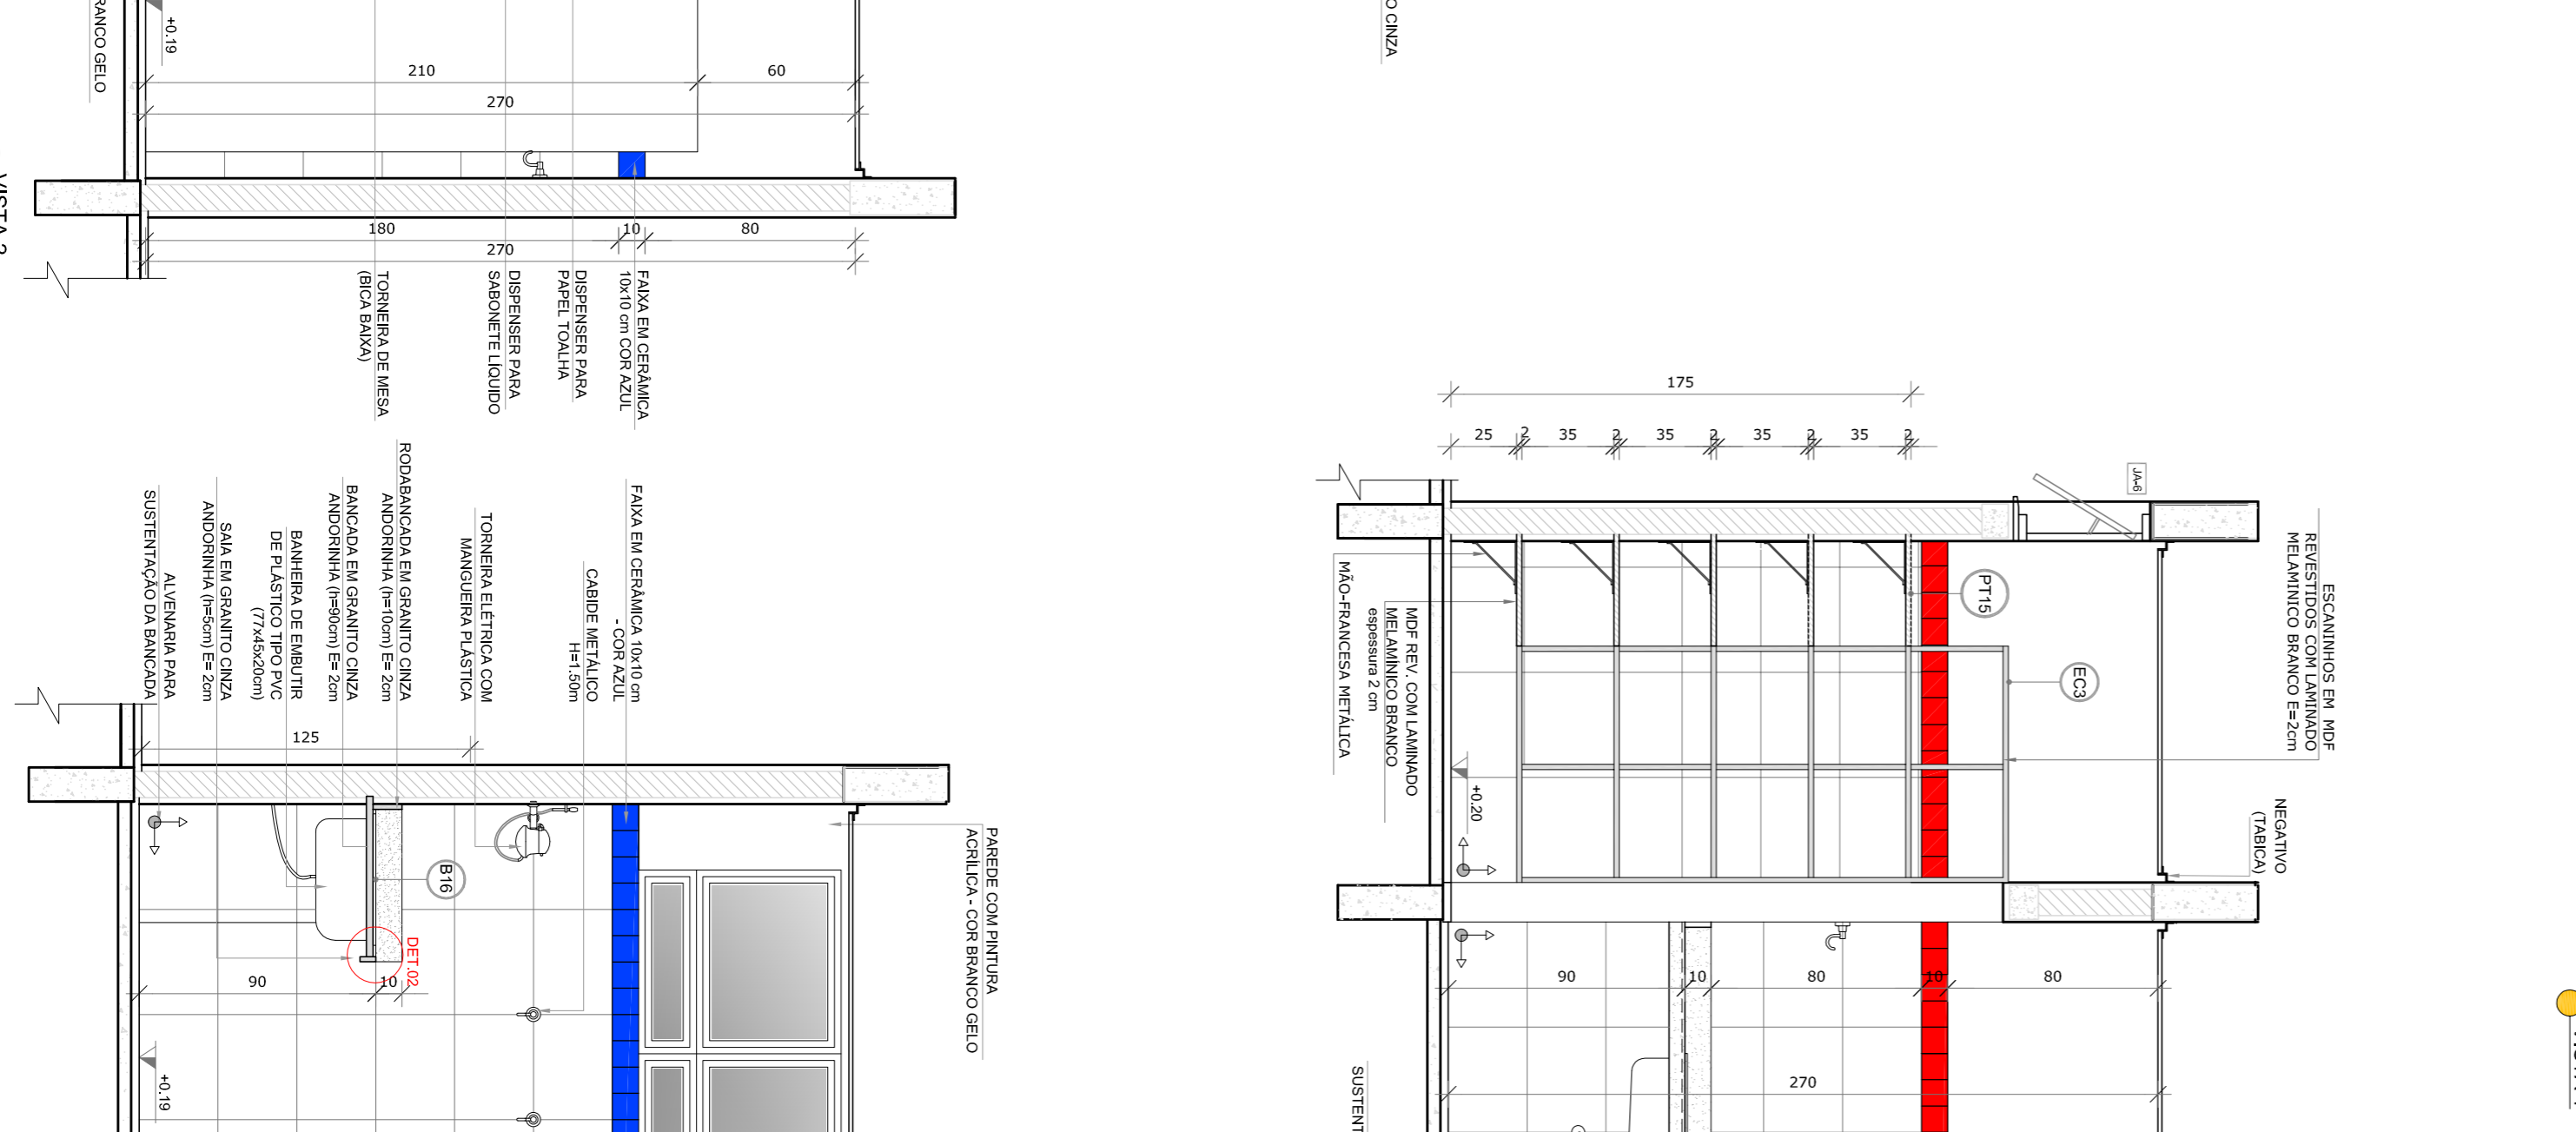 RANCO GELO
+0.19
210
60
270
180
10
80
270
FAIXA EM CERÂMICA
10x10 cm COR AZUL
DISPENSER PARA
PAPEL TOALHA
DISPENSER PARA
SABONETE LÍQUIDO
TORNEIRA DE MESA
(BICA BAIXA)
O CINZA
175
25
2
35
2
35
2
35
2
35
2
JA-6
ESCANINHOS EM MDF
REVESTIDOS COM LAMINADO
MELAMINICO BRANCO E=2cm
PT15
EC3
MDF REV. COM LAMINADO
MELAMÍNICO BRANCO
espessura 2 cm
MÃO-FRANCESA METÁLICA
+0.20
NEGATIVO
(TABICA)
90
10
80
10
80
270
SUSTENT
FAIXA EM CERÂMICA 10x10 cm
- COR AZUL
CABIDE METÁLICO
H=1.50m
TORNEIRA ELÉTRICA COM
MANGUEIRA PLÁSTICA
RODABANCADA EM GRANITO CINZA
ANDORINHA (h=10cm) E= 2cm
BANCADA EM GRANITO CINZA
ANDORINHA (h=90cm) E= 2cm
BANHEIRA DE EMBUTIR
DE PLÁSTICO TIPO PVC
(77x45x20cm)
SAIA EM GRANITO CINZA
ANDORINHA (h=5cm) E= 2cm
ALVENARIA PARA
SUSTENTAÇÃO DA BANCADA
125
PAREDE COM PINTURA
ACRÍLICA - COR BRANCO GELO
B16
DET.02
90
10
+0.19